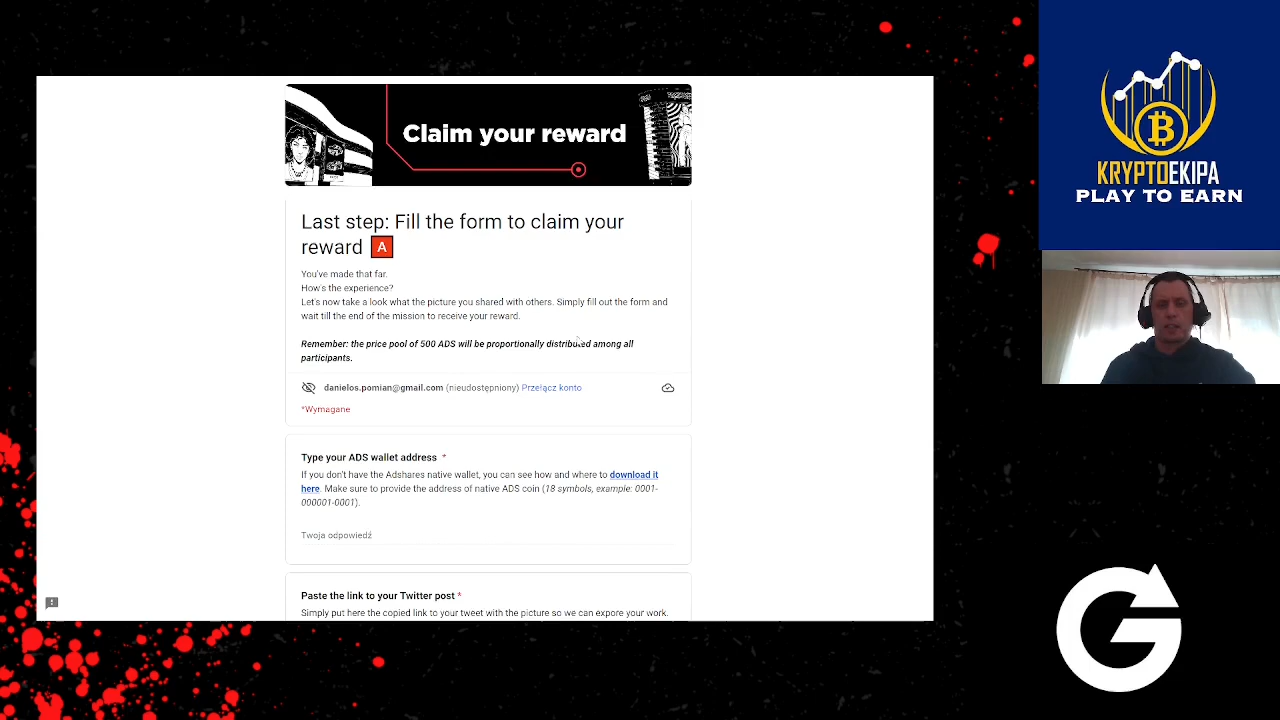 Claim your reward
Last step: Fill the form to claim your
reward A
You've made that far.
How's the experience?
Let's now take a look what the picture you shared with others. Simply fill out the form and
wait till the end of the mission to receive your reward.
Remember: the price pool of 500 ADS will be proportionally distributed among all
participants.
danielos.pomian@gmail.com (nieudostępniony) Przełącz konto
*Wymagane
Type your ADS wallet address *
If you don't have the Adshares native wallet, you can see how and where to download it
here. Make sure to provide the address of native ADS coin (18 symbols, example: 0001-
000001-0001).
Twoja odpowiedź
Paste the link to your Twitter post *
Simply put here the copied link to your tweet with the picture so we can expore your work.
KRYPTOEKIPA
PLAY TO EARN